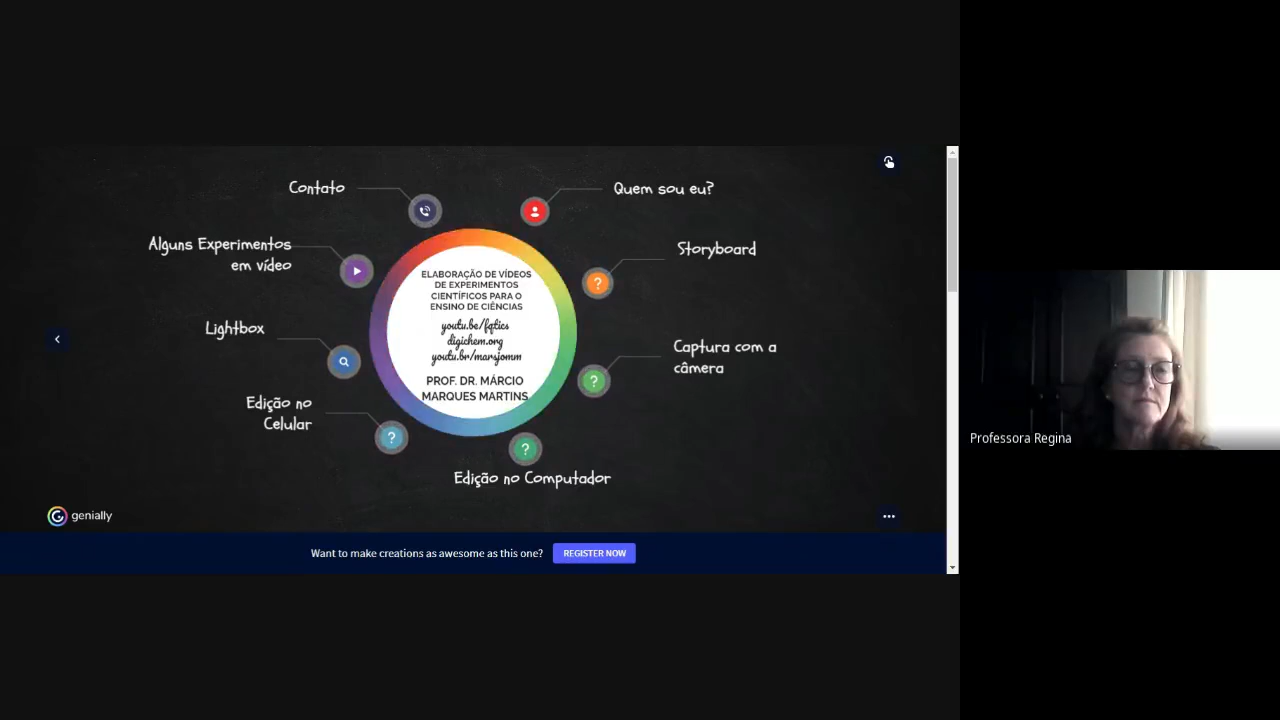 Contato
Quem sou eu?
Alguns Experimentos
em vídeo
Storyboard
ELABORAÇÃO DE VÍDEOS
DE EXPERIMENTOS
CIENTÍFICOS PARA O
ENSINO DE CIÊNCIAS
youtu.be/fqtics
digichem.org
youtu.br/marsjomm
PROF. DR. MÁRCIO
MARQUES MARTINS
Lightbox
Captura com a
câmera
Edição no
Celular
Edição no Computador
genially
Want to make creations as awesome as this one?
REGISTER NOW
Professora Regina